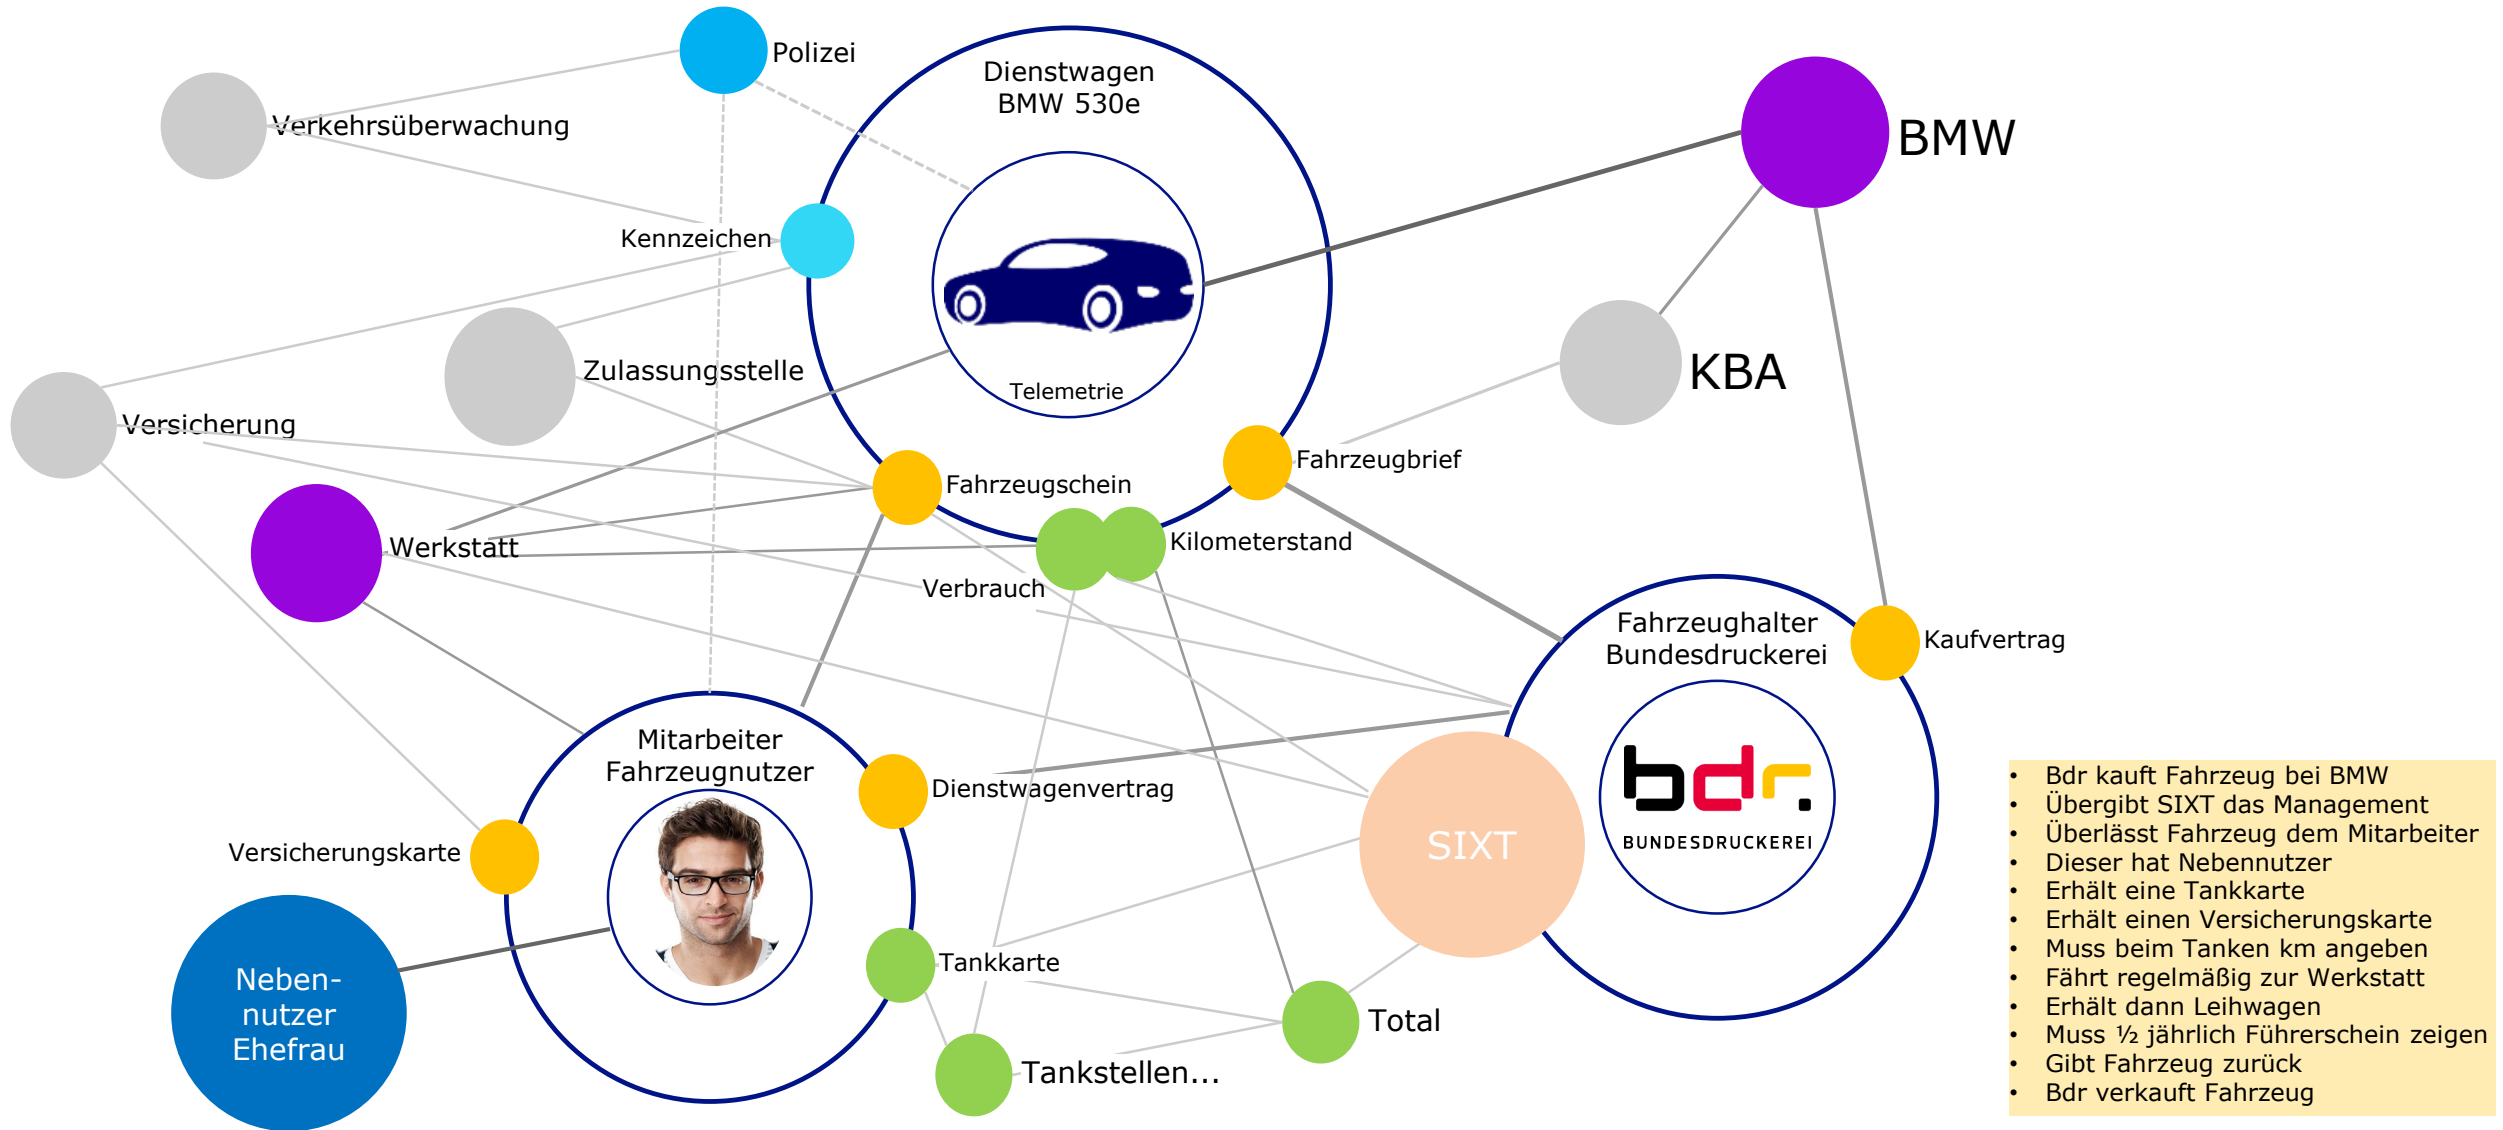 Polizei
Dienstwagen
BMW 530e
Verkehrsüberwachung
BMW
Kennzeichen
Zulassungsstelle
KBA
Telemetrie
Versicherung
Fahrzeugbrief
Fahrzeugschein
Kilometerstand
Werkstatt
Verbrauch
Fahrzeughalter
Bundesdruckerei
Kaufvertrag
Mitarbeiter
Fahrzeugnutzer
Dienstwagenvertrag
bdr.
BUNDESDRUCKEREI
SIXT
Versicherungskarte
Tankkarte
Neben-
nutzer
Ehefrau
Total
Tankstellen...
• Bdr kauft Fahrzeug bei BMW
• Übergibt SIXT das Management
• Überlässt Fahrzeug dem Mitarbeiter
• Dieser hat Nebennutzer
• Erhält eine Tankkarte
• Erhält einen Versicherungskarte
• Muss beim Tanken km angeben
• Fährt regelmäßig zur Werkstatt
• Erhält dann Leihwagen
• Muss ½ jährlich Führerschein zeigen
• Gibt Fahrzeug zurück
• Bdr verkauft Fahrzeug